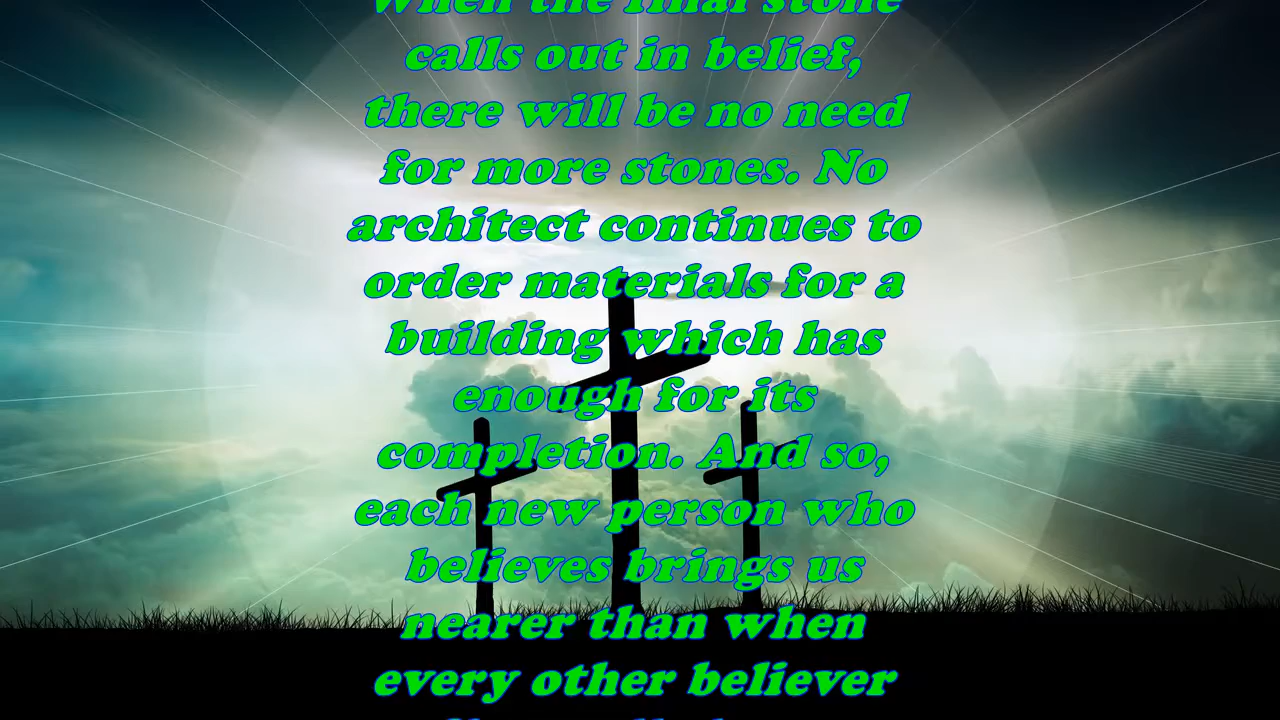 When the final stone
calls out in belief,
there will be no need
for more stones. No
architect continues to
order materials for a
building which has
enough for its
completion. And so,
each new person who
believes brings us
nearer than when
every other believer